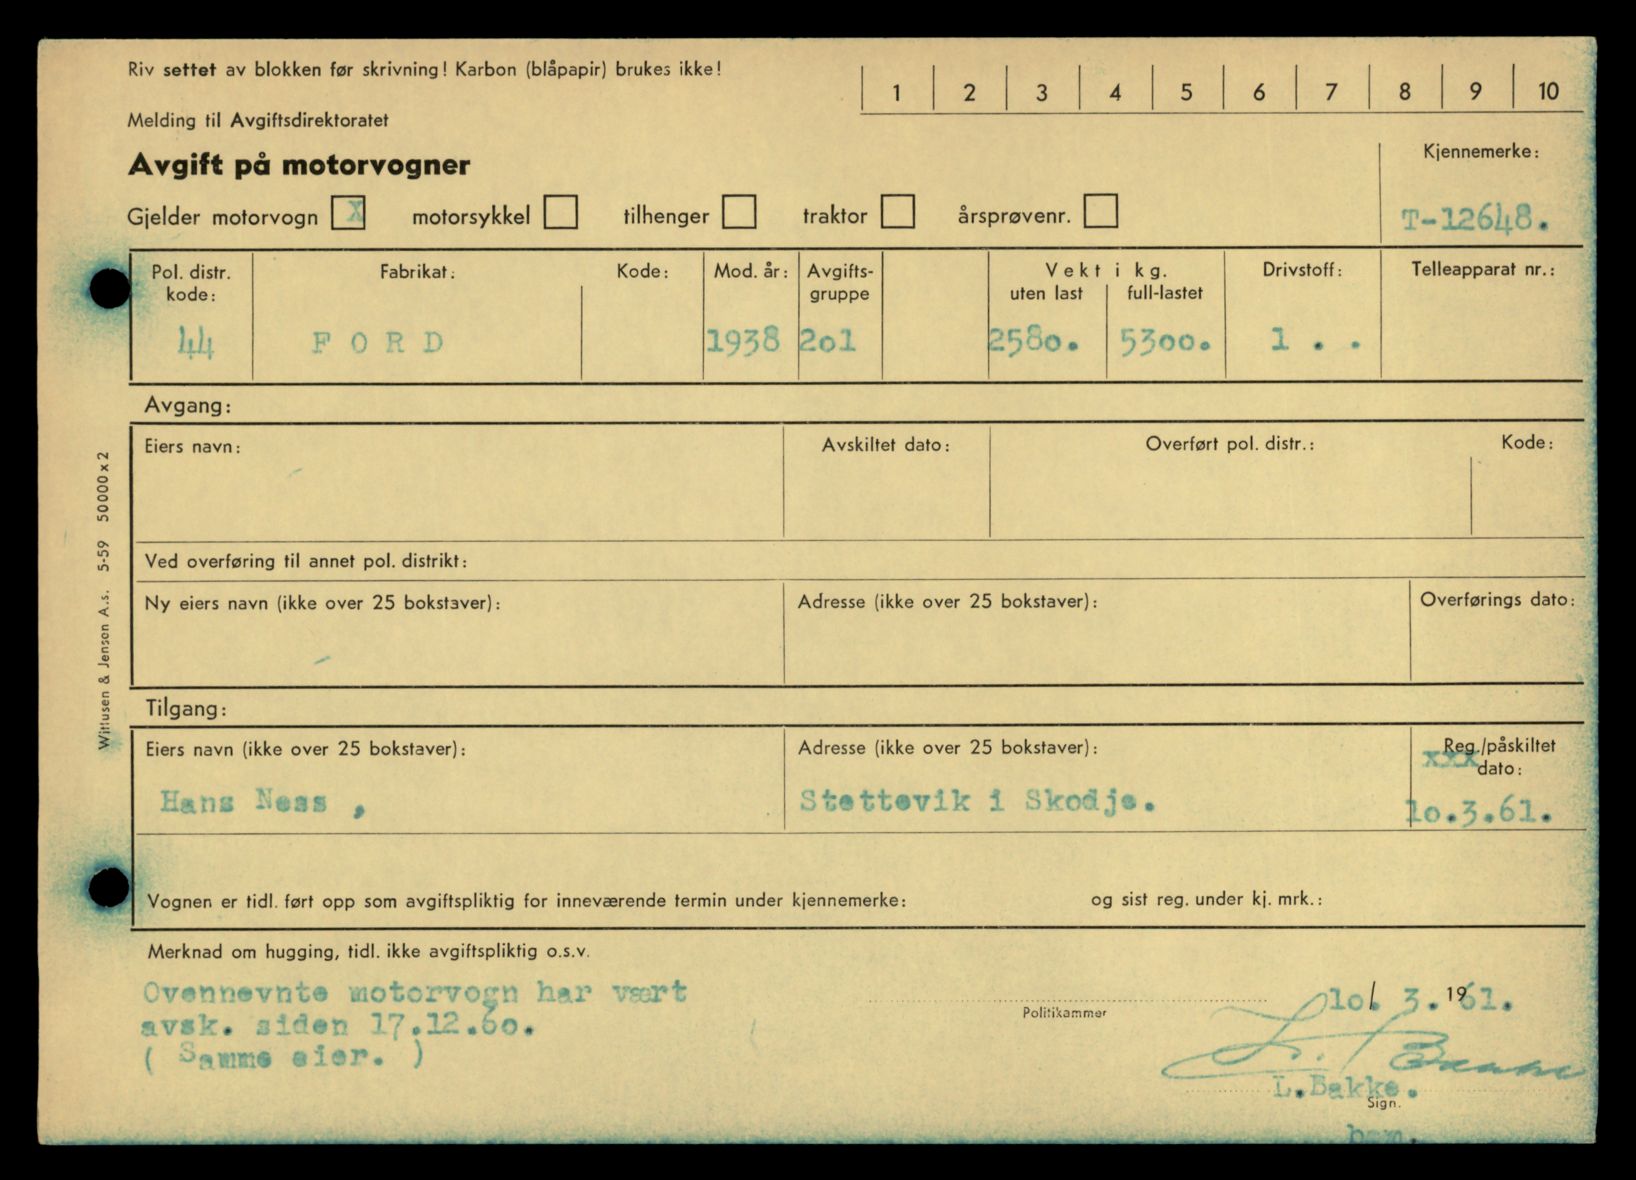 Riv settet av blokken før skrivning! Karbon (blåpapir) brukes ikke!
1 2 3 4 5 6 7 8 9 10
Melding til Avgiftsdirektoratet
Avgift på motorvogner
Kjennemerke:
Gjelder motorvogn X motorsykkel tilhenger traktor årsprøvenr.
T-12648.
Pol. distr. kode: Fabrikat: Kode: Mod. år: Avgifts-gruppe Vekt i kg. uten last full-lastet Drivstoff: Telleapparat nr.:
44 FORD 1938 2o1 258o. 53oo. 1 . .
Avgang:
Eiers navn: Avskiltet dato: Overført pol. distr.: Kode:
Ved overføring til annet pol. distrikt:
Ny eiers navn (ikke over 25 bokstaver): Adresse (ikke over 25 bokstaver): Overførings dato:
Tilgang:
Eiers navn (ikke over 25 bokstaver): Adresse (ikke over 25 bokstaver): Reg./påskiltet
xxx dato:
Hans Ness , Stettevik i Skodje. 1o.3.61.
Vognen er tidl. ført opp som avgiftspliktig for inneværende termin under kjennemerke: og sist reg. under kj. mrk.:
Merknad om hugging, tidl. ikke avgiftspliktig o.s.v.
Ovennevnte motorvogn har vært
avsk. siden 17.12.6o.
( Samme eier. )
1o/. 3. 1961.
Politikammer
L. Bakke
L.Bakke.
Sign.
bem.
Wittusen & Jensen A.s. 5-59 50000 x 2